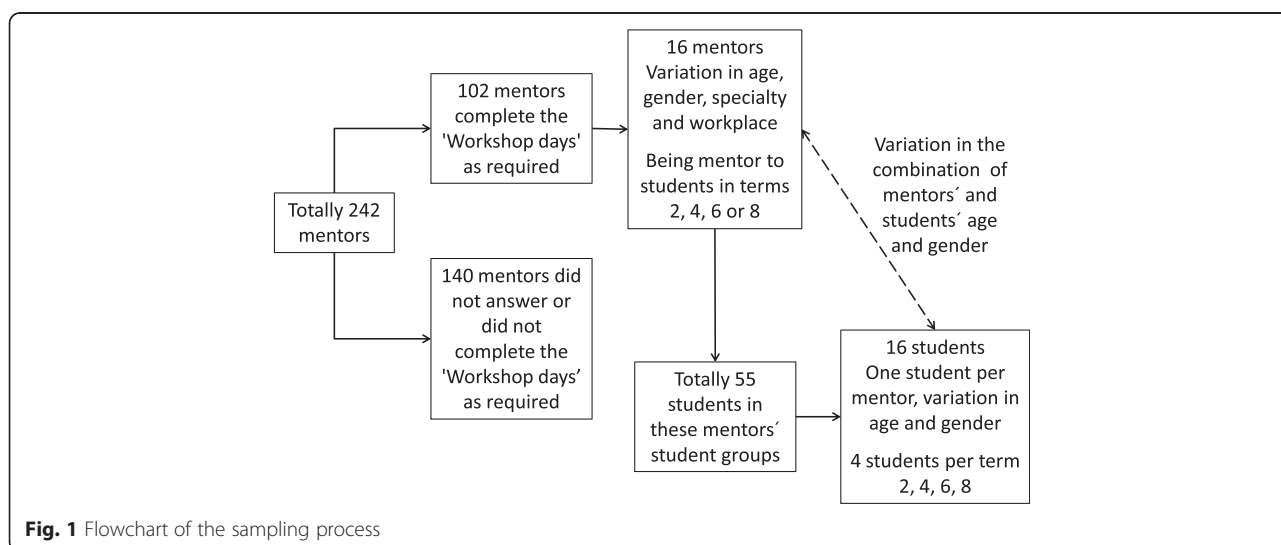 Totally 242
mentors
102 mentors
complete the
'Workshop days'
as required
140 mentors did
not answer or
did not
complete the
'Workshop days’
as required
16 mentors
Variation in age,
gender, specialty
and workplace
Being mentor to
students in terms
2, 4, 6 or 8
Variation in the
combination of
mentors´ and
students´ age
and gender
Totally 55
students in
these mentors´
student groups
16 students
One student per
mentor, variation in
age and gender
4 students per term
2, 4, 6, 8
Fig. 1 Flowchart of the sampling process